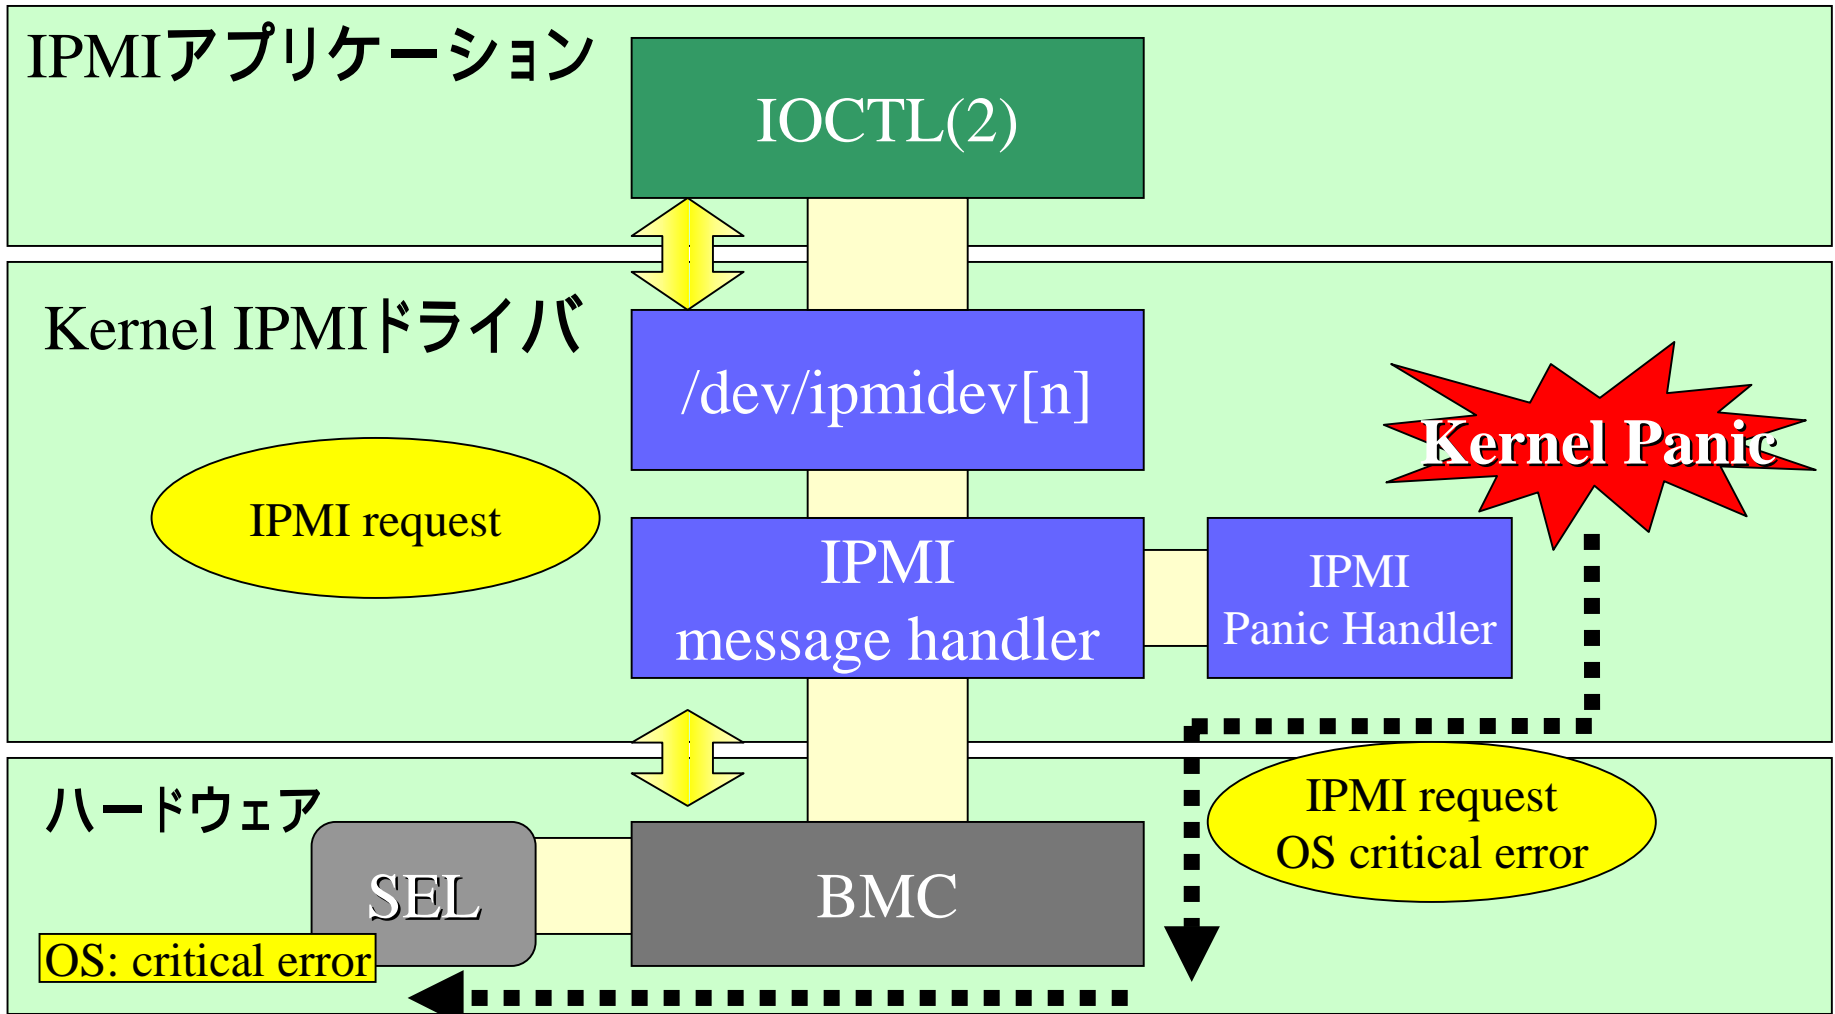 IPMIアプリケーション
IOCTL(2)
Kernel IPMIドライバ
/dev/ipmidev[n]
Kernel Panic
IPMI request
IPMI
message handler
IPMI
Panic Handler
ハードウェア
IPMI request
OS critical error
SEL
BMC
OS: critical error